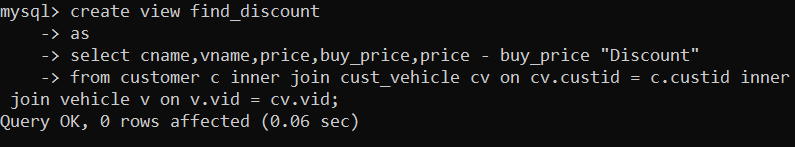 mysql> create view find_discount
    -> as
    -> select cname,vname,price,buy_price,price - buy_price "Discount"
    -> from customer c inner join cust_vehicle cv on cv.custid = c.custid inner
 join vehicle v on v.vid = cv.vid;
Query OK, 0 rows affected (0.06 sec)